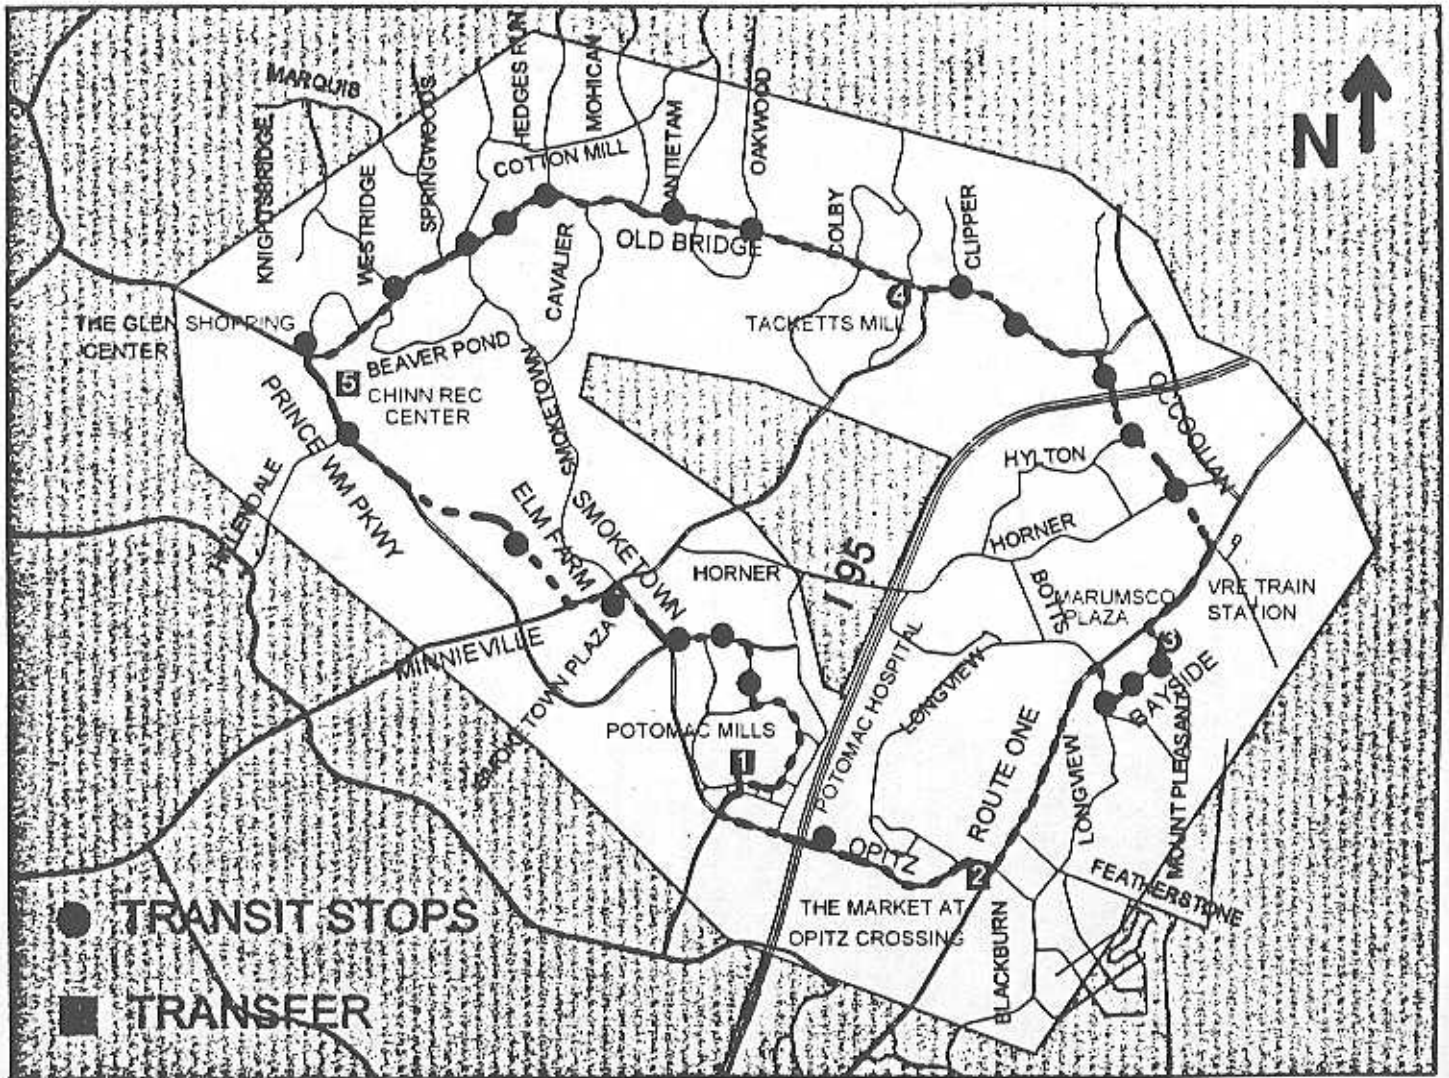 MARQUIS
KNIGHTSBRIDGE
WESTRIDGE
SPRINGWOODS
HEDGES RUN
MOHICAN
COTTON MILL
ANTIETAM
OAKWOOD
N
CAVALIER
OLD BRIDGE
COLBY
CLIPPER
4
THE GLEN SHOPPING
CENTER
TACKETTS MILL
BEAVER POND
5
CHINN REC
CENTER
SMOKETOWN
SMOKETOWN
PRINCE WM PKWY
HILLENDALE
ELM FARM
SMOKETOWN
OCCOQUAN
HYLTON
HORNER
HORNER
I 95
BOTTS
MARUMSCO
PLAZA
VRE TRAIN
STATION
MINNIEVILLE
SMOKETOWN PLAZA
POTOMAC HOSPITAL
LONGVIEW
3
BAYSIDE
POTOMAC MILLS
1
ROUTE ONE
LONGVIEW
MOUNT PLEASANT
OPITZ
2
FEATHERSTONE
THE MARKET AT
OPITZ CROSSING
BLACKBURN
TRANSIT STOPS
TRANSFER